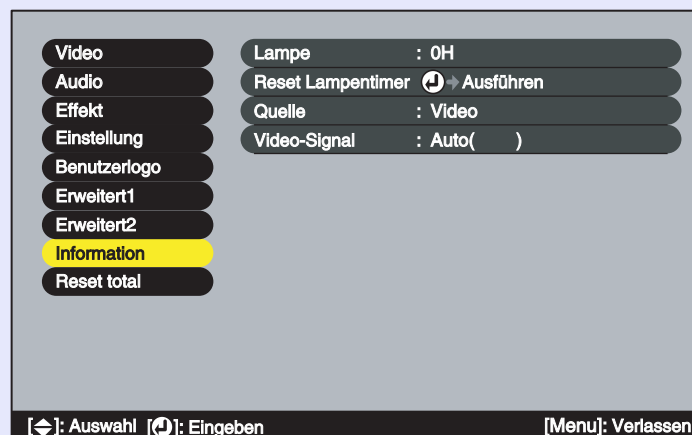 Video
Audio
Effekt
Einstellung
Benutzerlogo
Erweitert1
Erweitert2
Information
Reset total
Lampe : 0H
Reset Lampentimer Ausführen
Quelle : Video
Video-Signal : Auto( )
[ ]: Auswahl [ ]: Eingeben [Menu]: Verlassen